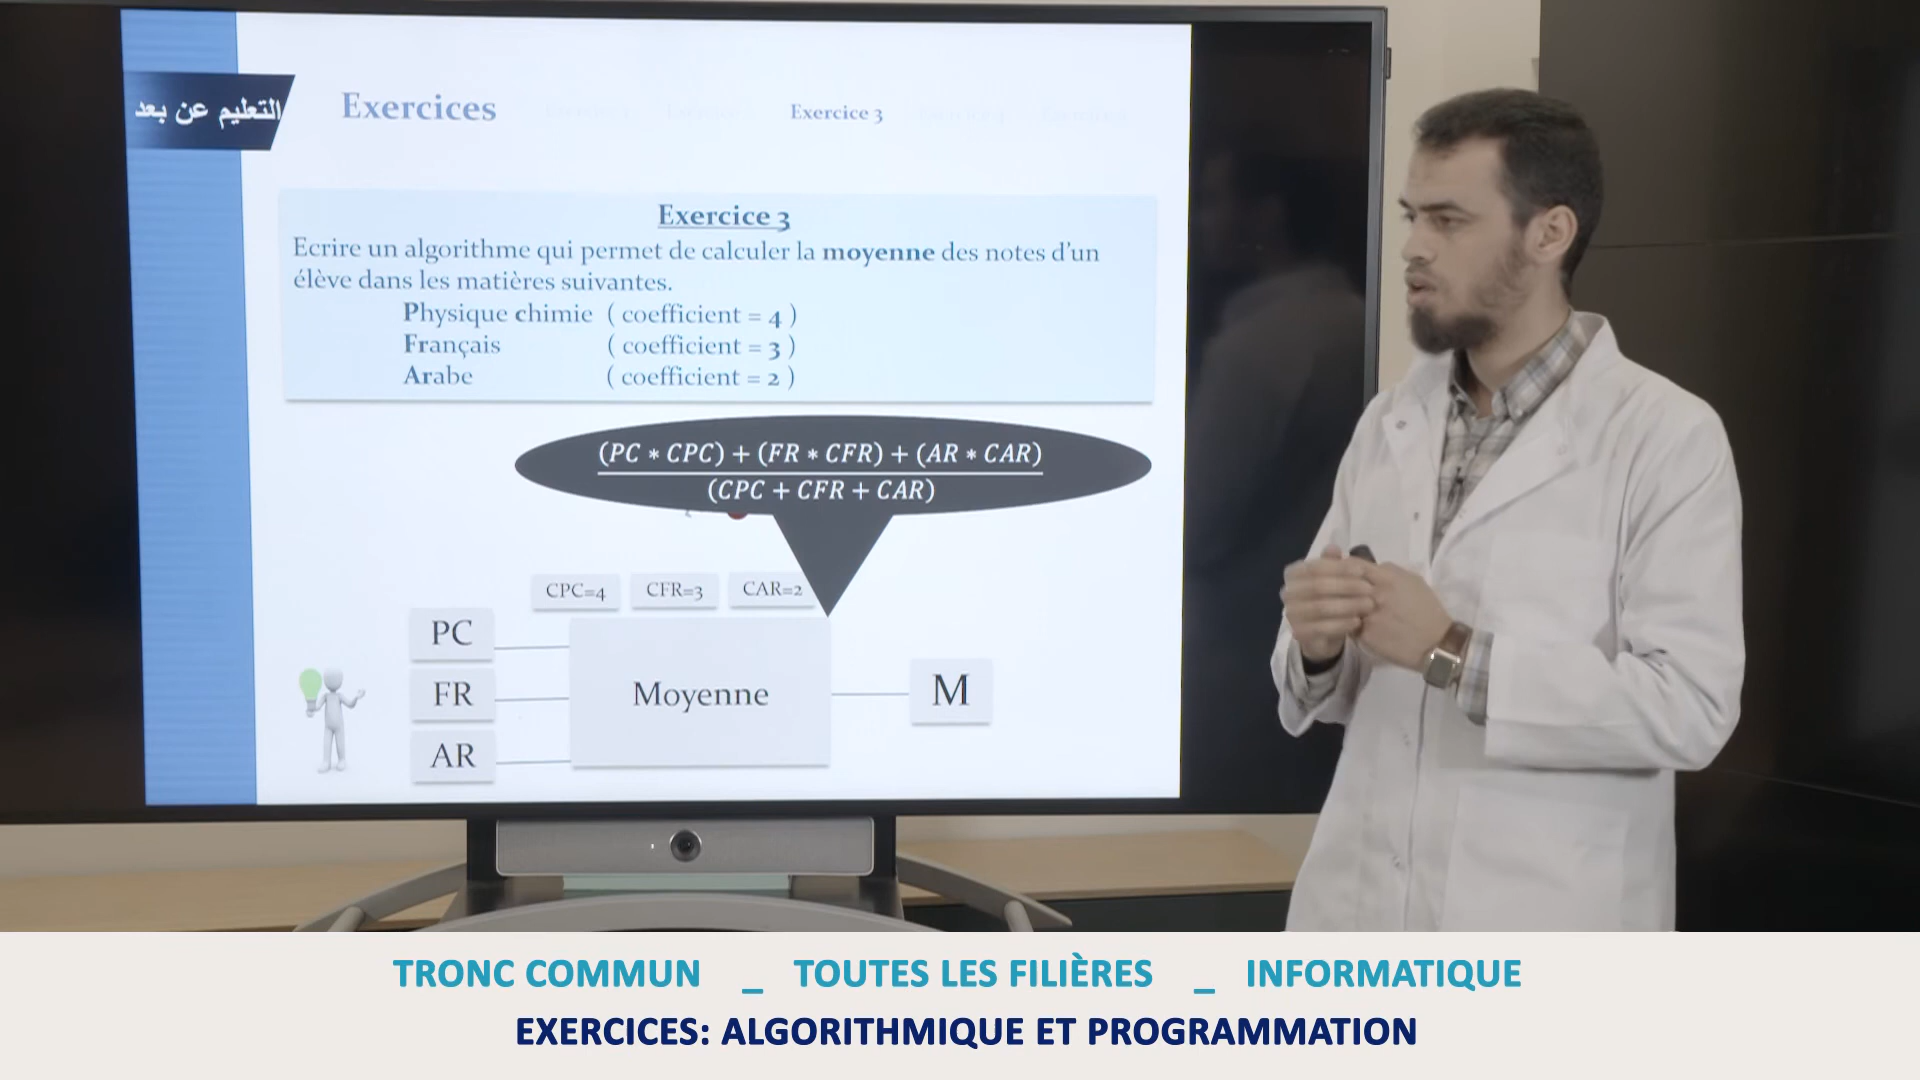 التعليم عن بعد
Exercices
Exercice 3
Exercice 3
Ecrire un algorithme qui permet de calculer la moyenne des notes d'un
élève dans les matières suivantes.
Physique chimie ( coefficient = 4 )
Français ( coefficient = 3 )
Arabe ( coefficient = 2 )
(PC * CPC) + (FR * CFR) + (AR * CAR)
(CPC + CFR + CAR)
CPC=4 CFR=3 CAR=2
PC
FR
AR
Moyenne
M
TRONC COMMUN _ TOUTES LES FILIÈRES _ INFORMATIQUE
EXERCICES: ALGORITHMIQUE ET PROGRAMMATION